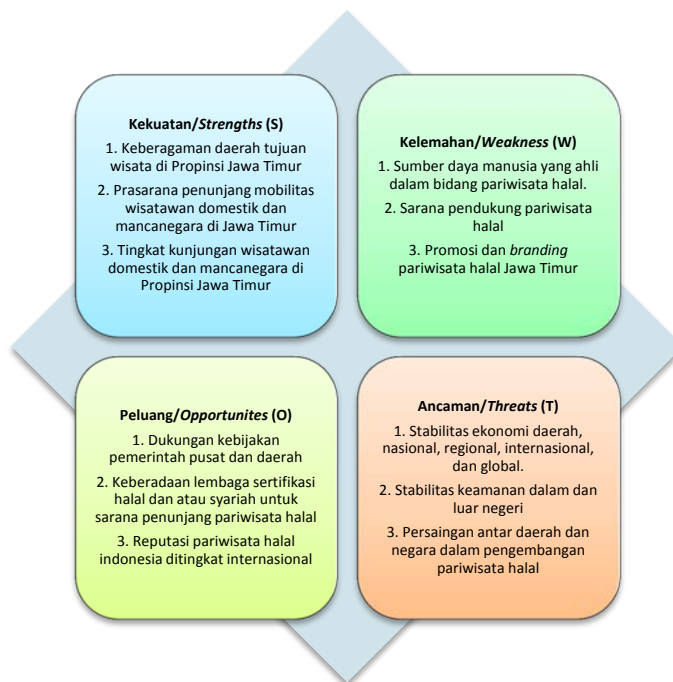 Kekuatan/Strengths (S)
1. Keberagaman daerah tujuan
wisata di Propinsi Jawa Timur
2. Prasarana penunjang mobilitas
wisatawan domestik dan
mancanegara di Jawa Timur
3. Tingkat kunjungan wisatawan
domestik dan mancanegara di
Propinsi Jawa Timur
Kelemahan/Weakness (W)
1. Sumber daya manusia yang ahli
dalam bidang pariwisata halal.
2. Sarana pendukung pariwisata
halal
3. Promosi dan branding
pariwisata halal Jawa Timur
Peluang/Opportunites (O)
1. Dukungan kebijakan
pemerintah pusat dan daerah
2. Keberadaan lembaga sertifikasi
halal dan atau syariah untuk
sarana penunjang pariwisata halal
3. Reputasi pariwisata halal
indonesia ditingkat internasional
Ancaman/Threats (T)
1. Stabilitas ekonomi daerah,
nasional, regional, internasional,
dan global.
2. Stabilitas keamanan dalam dan
luar negeri
3. Persaingan antar daerah dan
negara dalam pengembangan
pariwisata halal